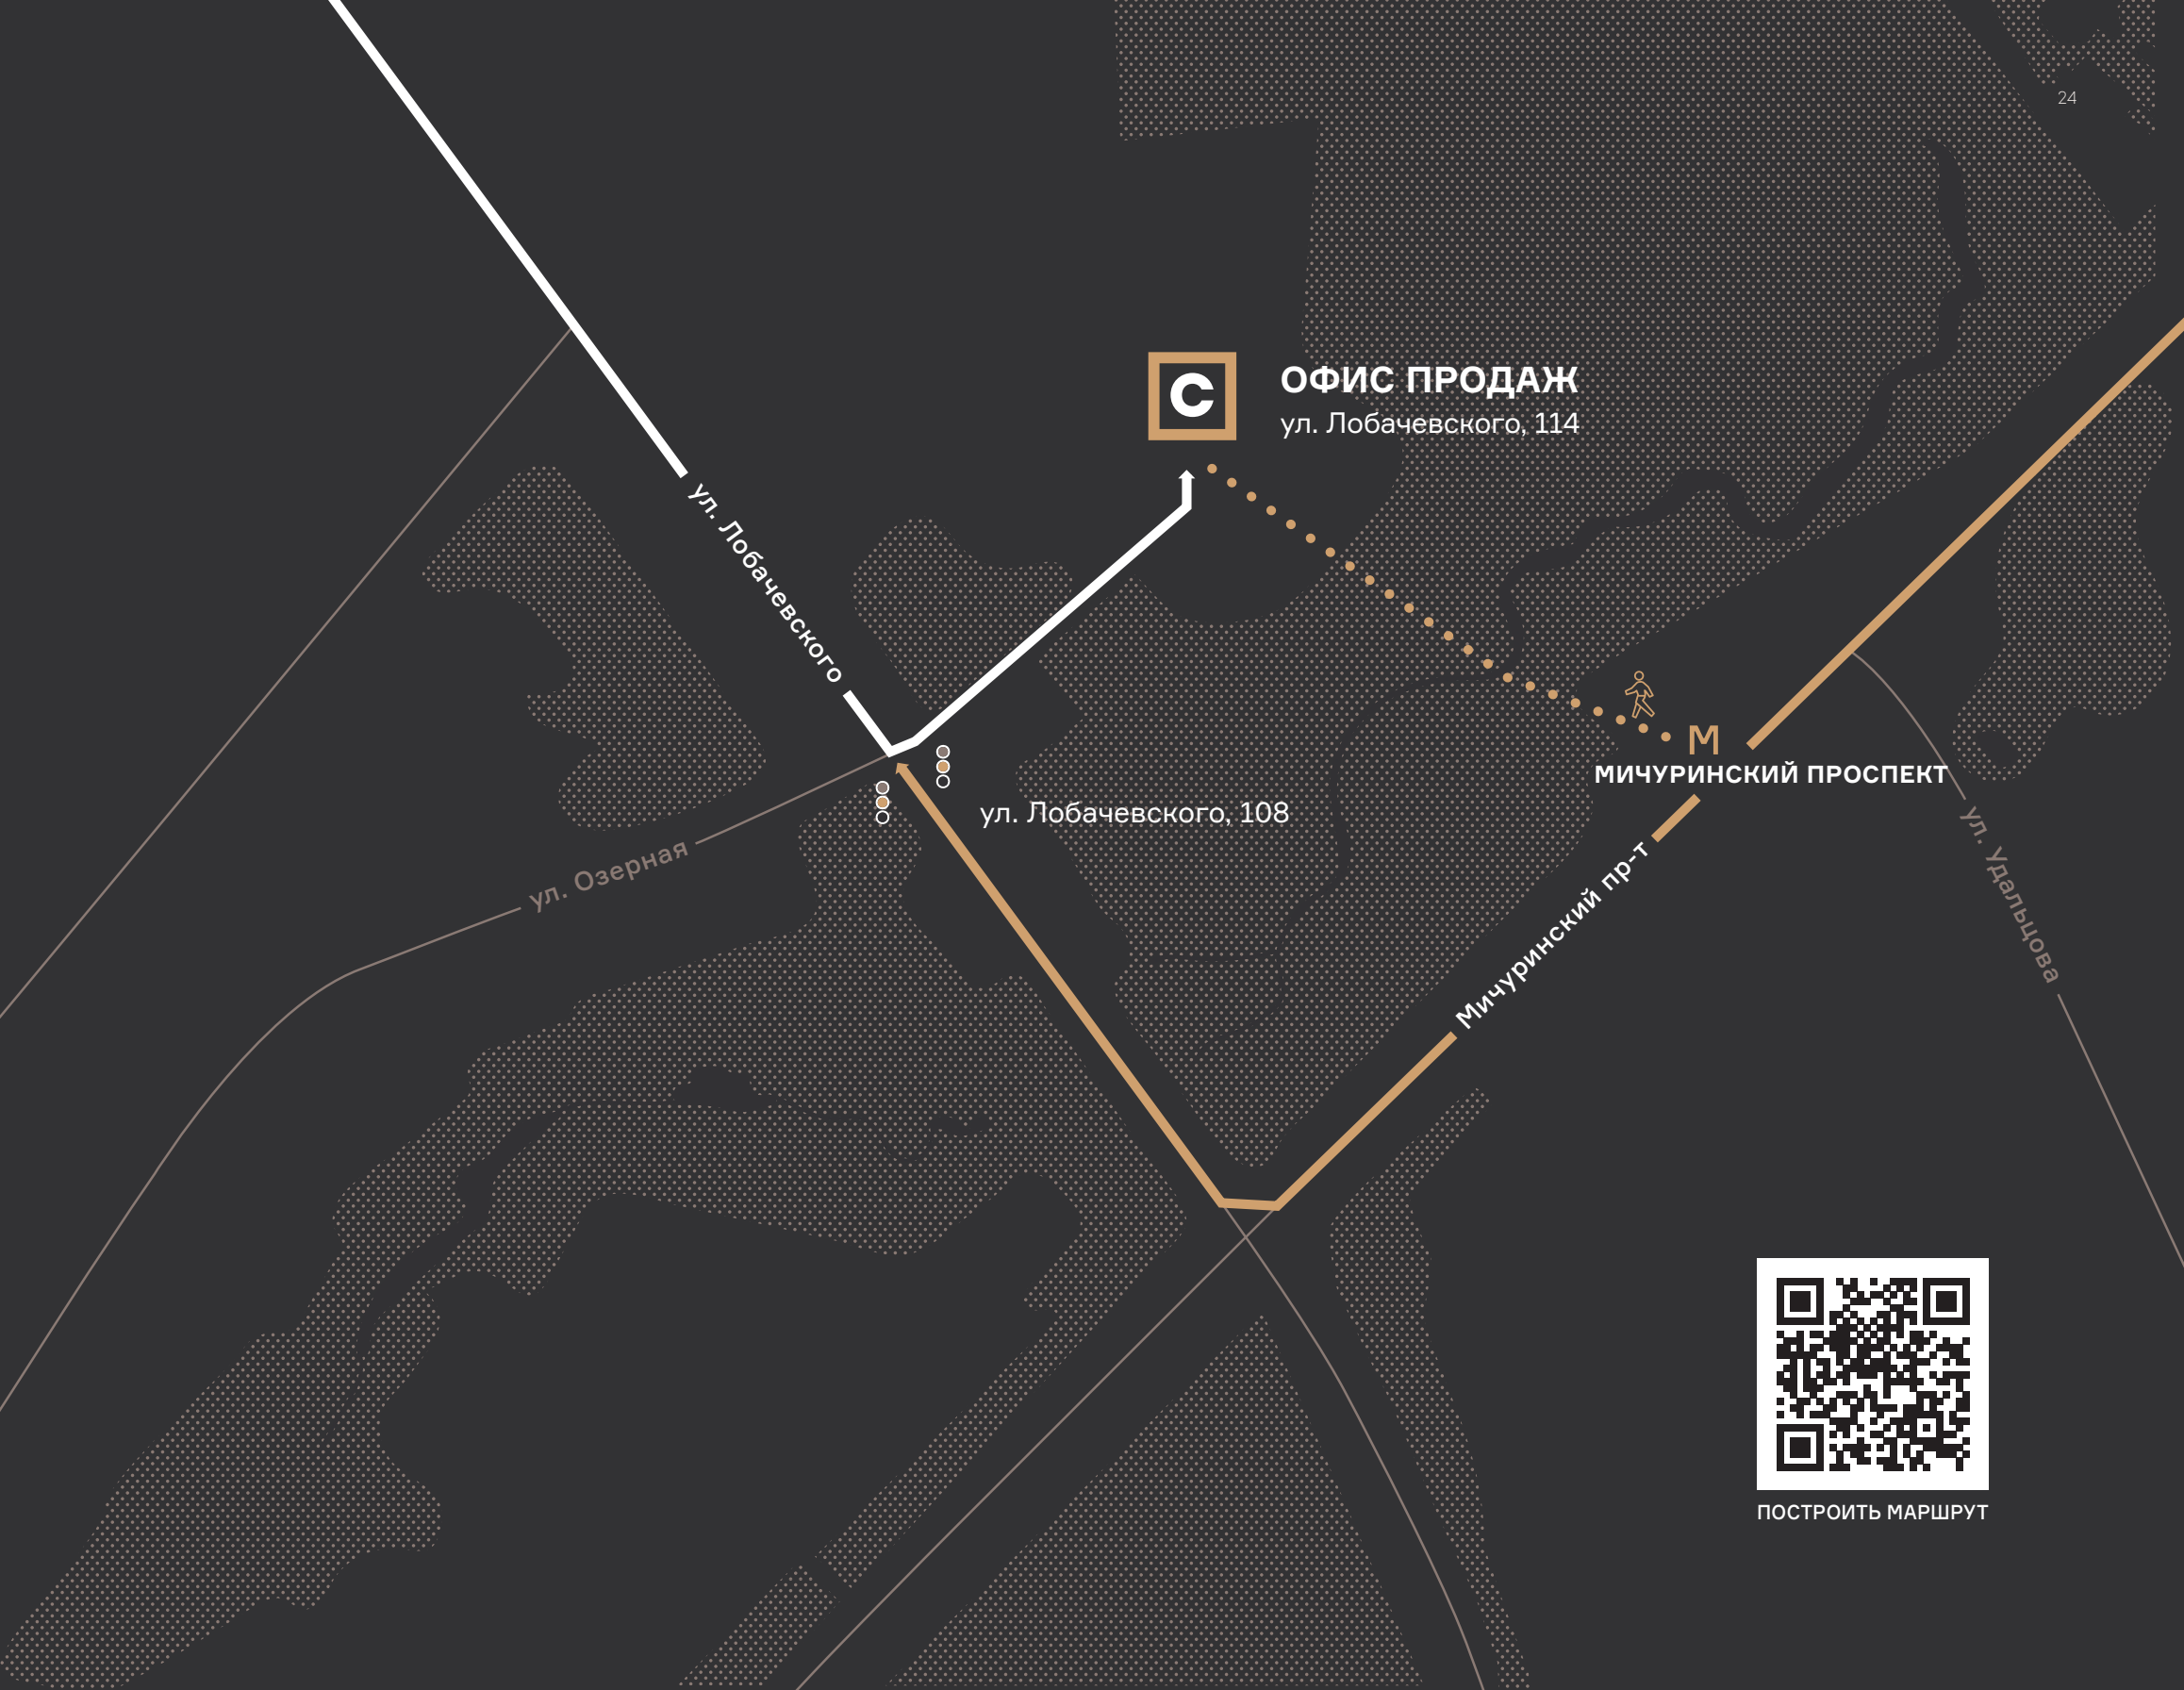 24
C
ОФИС ПРОДАЖ
ул. Лобачевского, 114
ул. Лобачевского
М
МИЧУРИНСКИЙ ПРОСПЕКТ
ул. Лобачевского, 108
ул. Озерная
Мичуринский пр-т
ул. Удальцова
ПОСТРОИТЬ МАРШРУТ